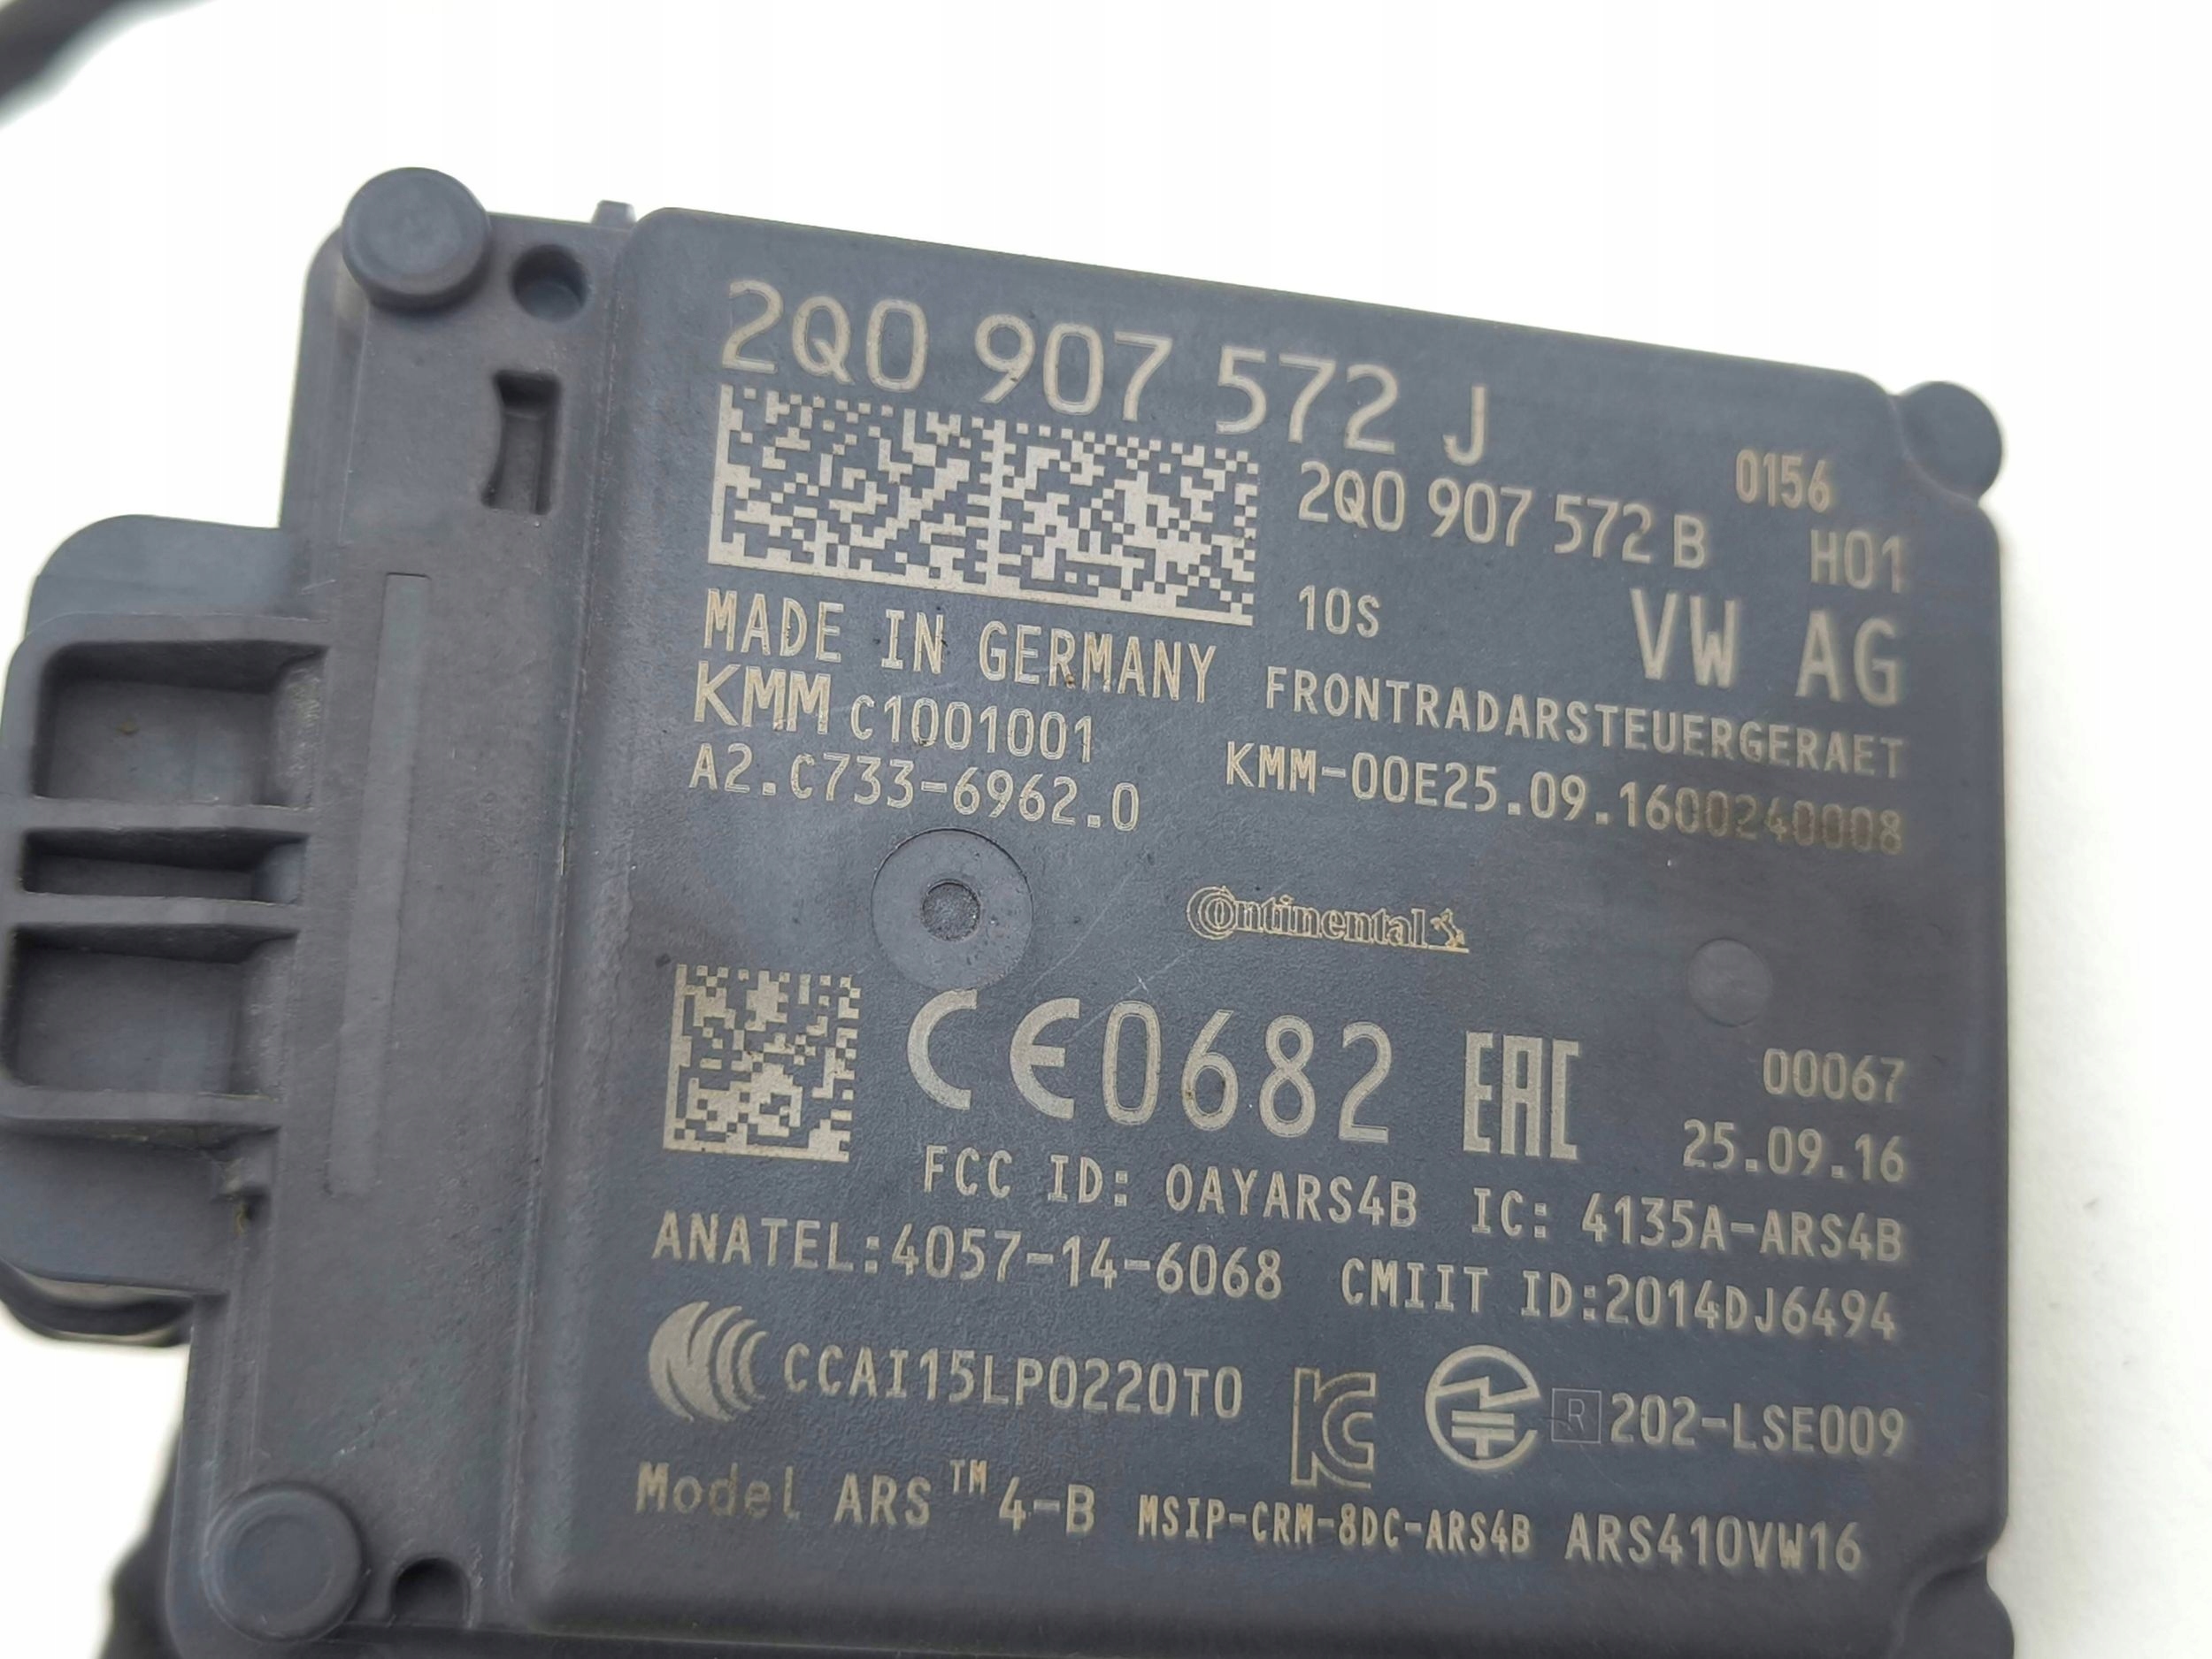 2Q0 907 572 J
0156
2Q0 907 572 B H01
10S VW AG
MADE IN GERMANY FRONTRADARSTEUERGERAET
KMM C1001001 KMM-00E25.09.1600240008
A2.C733-6962.0
Continental
CE0682 EAC 00067
25.09.16
FCC ID: OAYARS4B IC: 4135A-ARS4B
ANATEL:4057-14-6068 CMIIT ID:2014DJ6494
CCAI15LP0220T0 KC R 202-LSE009
Model ARS™4-B MSIP-CRM-8DC-ARS4B ARS410VW16